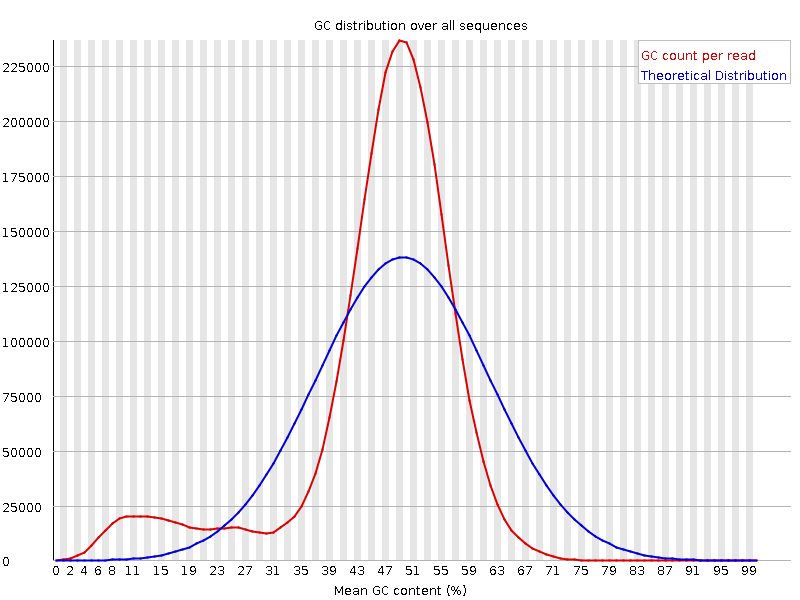 GC distribution over all sequences
GC count per read
Theoretical Distribution
225000
200000
175000
150000
125000
100000
75000
50000
25000
0
0 2 4 6 8 11 15 19 23 27 31 35 39 43 47 51 55 59 63 67 71 75 79 83 87 91 95 99
Mean GC content (%)